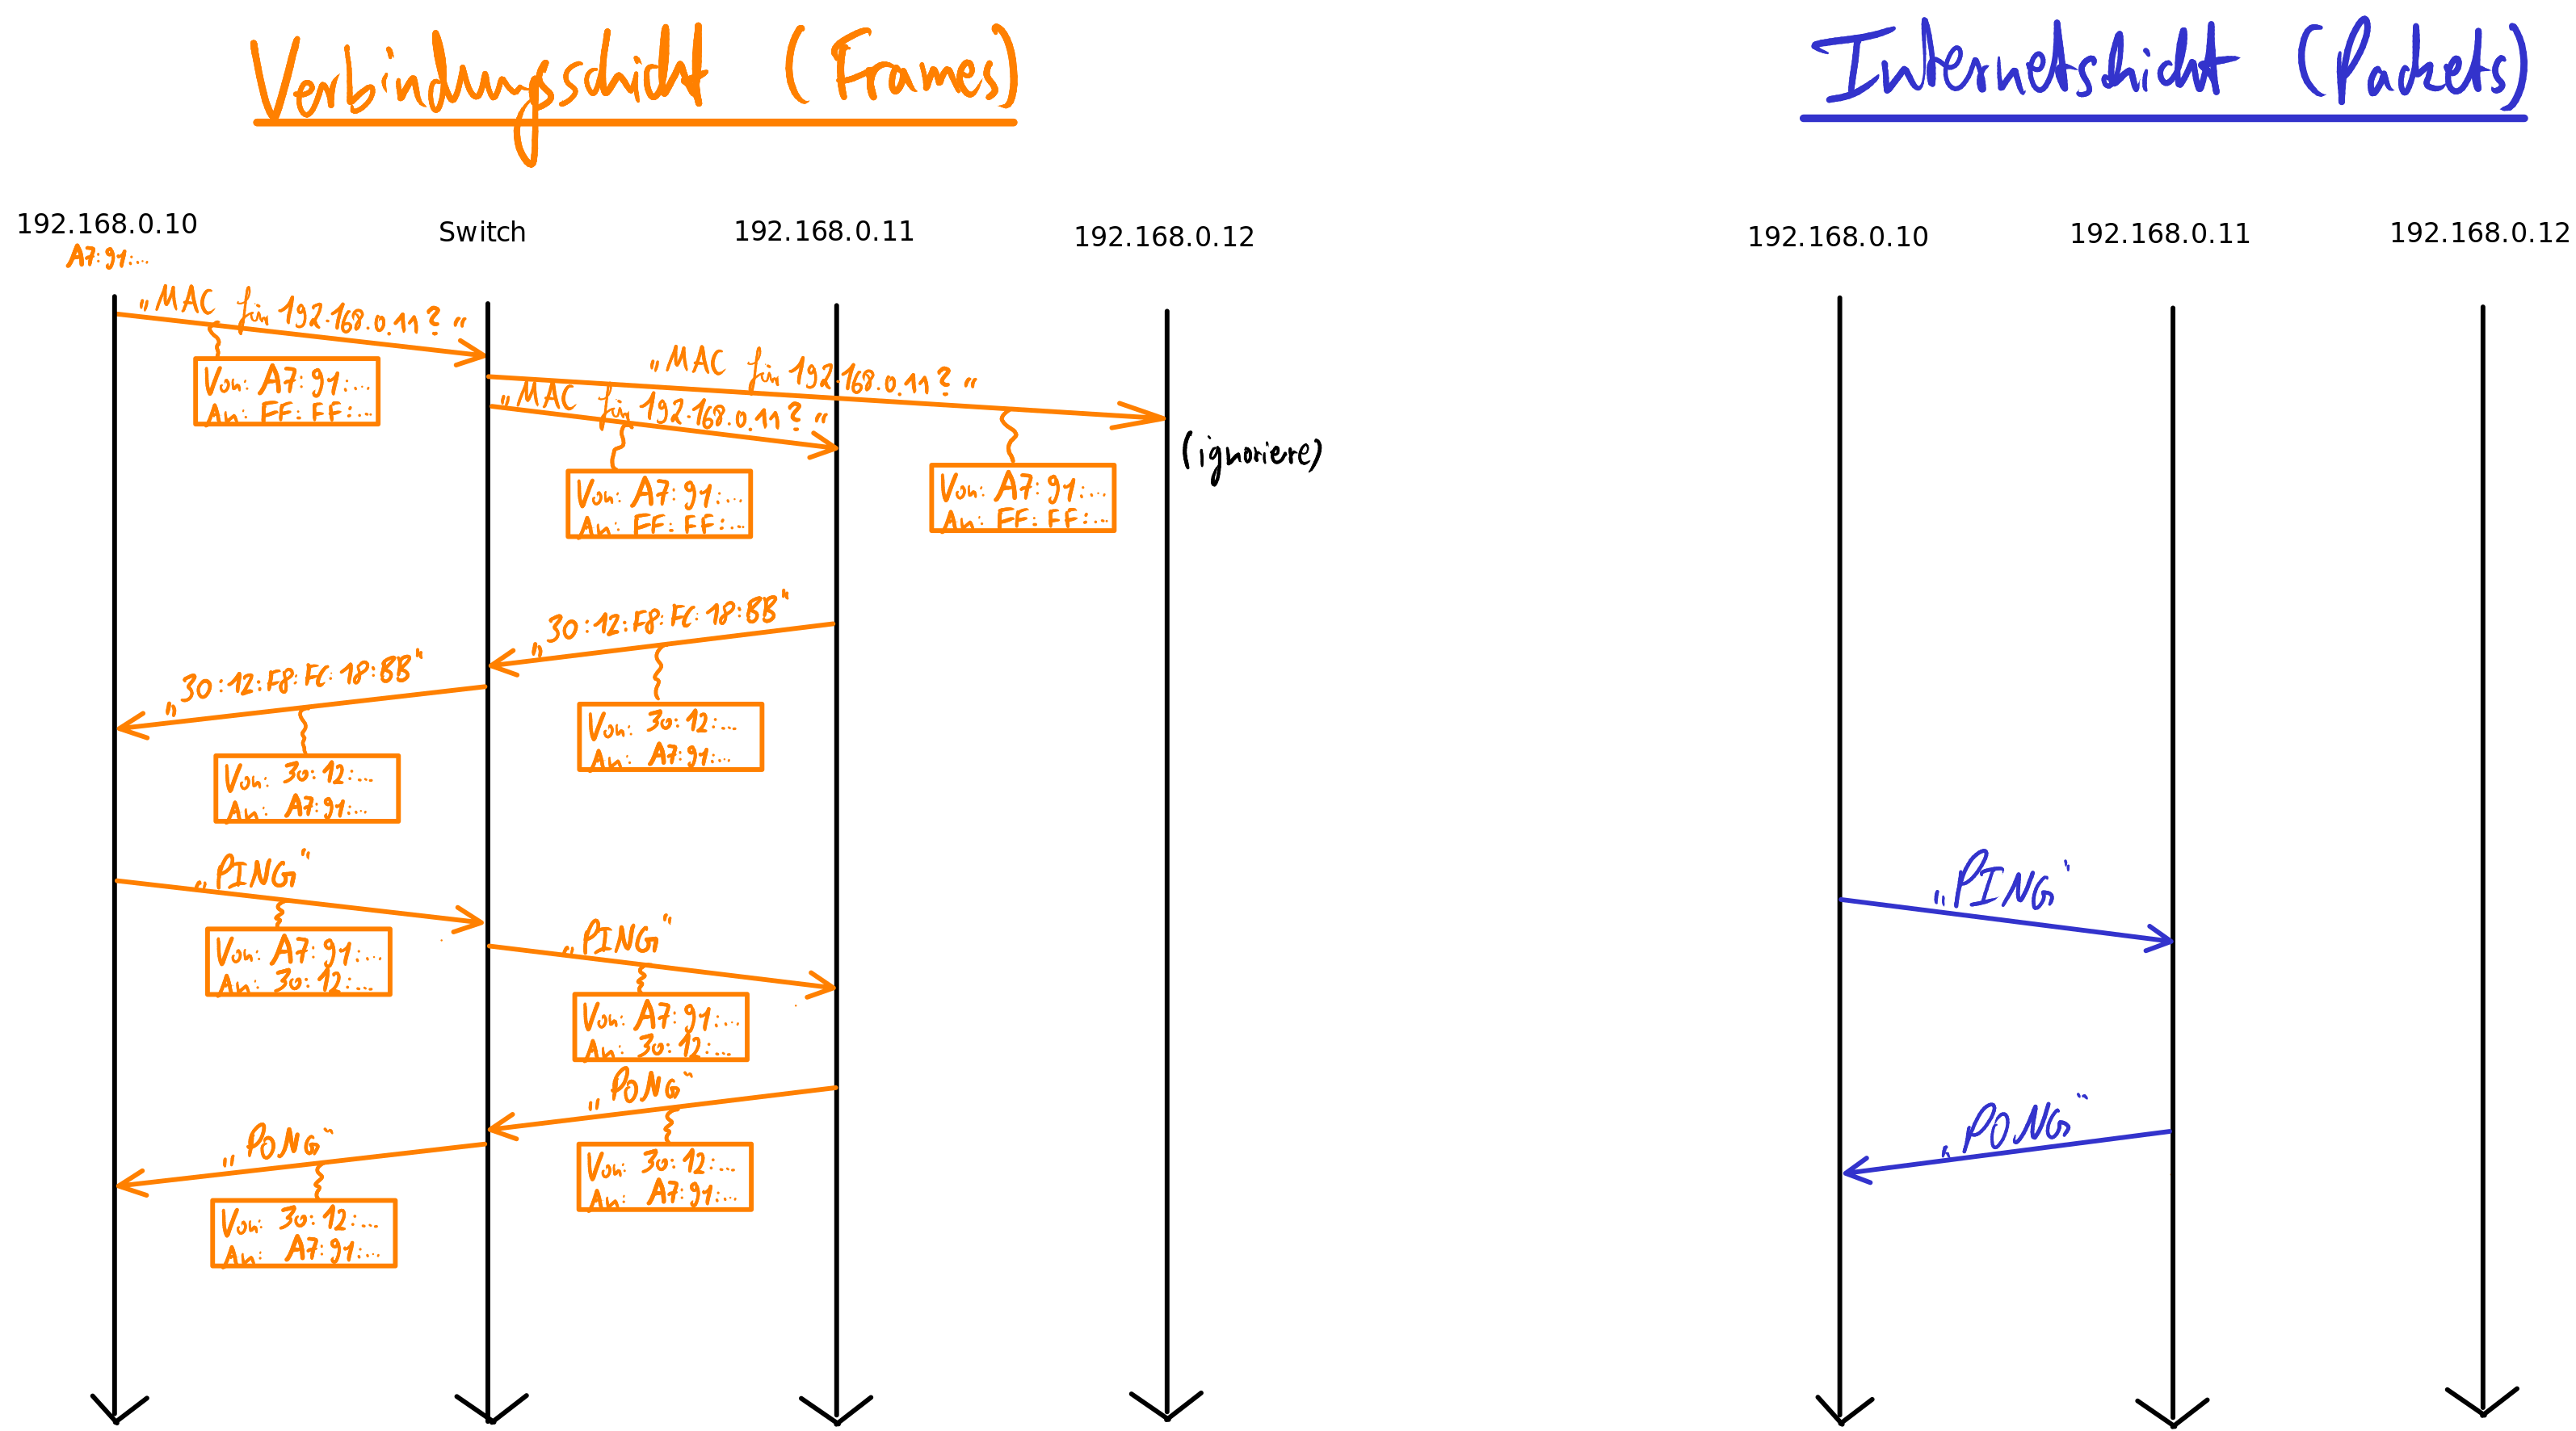 Verbindungsschicht (Frames)
Internetschicht (Packets)
192.168.0.10
Switch
192.168.0.11
192.168.0.12
192.168.0.10
192.168.0.11
192.168.0.12
A7:91:...
„MAC für 192.168.0.11?“
Von: A7:91:...
An: FF:FF:...
„MAC für 192.168.0.11?“
„MAC für 192.168.0.11?“
(ignoriere)
Von: A7:91:...
An: FF:FF:...
Von: A7:91:...
An: FF:FF:...
„30:12:F8:FC:18:BB“
Von: 30:12:...
An: A7:91:...
„30:12:F8:FC:18:BB“
Von: 30:12:...
An: A7:91:...
„PING“
Von: A7:91:...
An: 30:12:...
„PING“
Von: A7:91:...
An: 30:12:...
„PONG“
Von: 30:12:...
An: A7:91:...
„PONG“
Von: 30:12:...
An: A7:91:...
„PING“
„PONG“